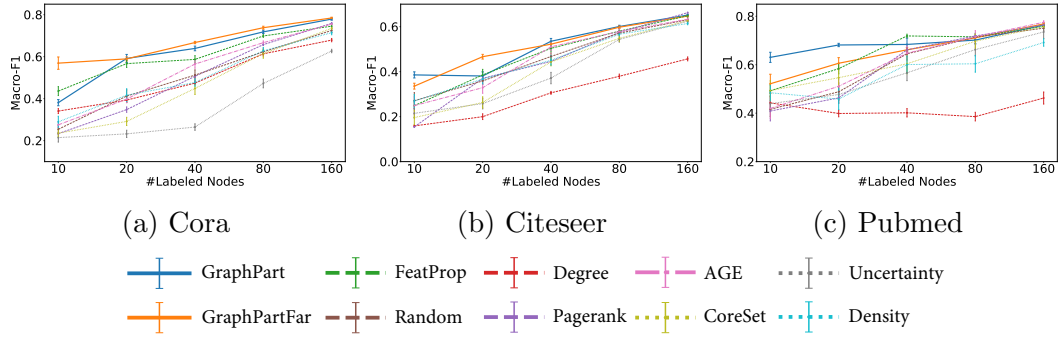 Macro-F1
0.8
0.6
0.4
0.2
10 20 40 80 160
#Labeled Nodes
(a) Cora
Macro-F1
0.6
0.4
0.2
0.0
10 20 40 80 160
#Labeled Nodes
(b) Citeseer
Macro-F1
0.8
0.6
0.4
0.2
10 20 40 80 160
#Labeled Nodes
(c) Pubmed
GraphPart FeatProp Degree AGE Uncertainty
GraphPartFar Random Pagerank CoreSet Density